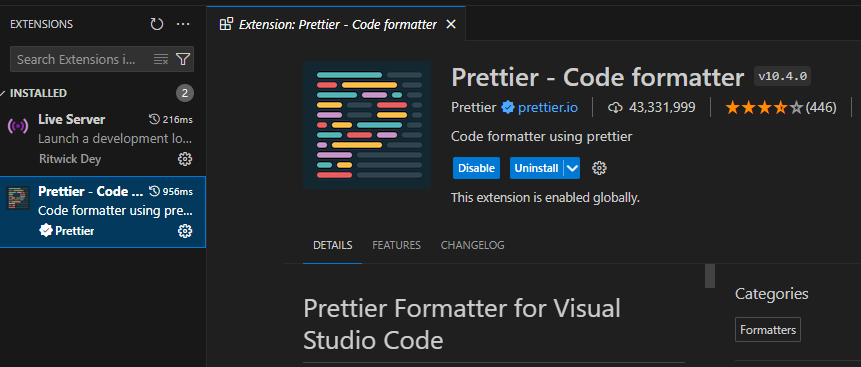 EXTENSIONS
Search Extensions i...
INSTALLED 2
Live Server 216ms
Launch a development lo...
Ritwick Dey
Prettier - Code ... 956ms
Code formatter using pre...
Prettier
Extension: Prettier - Code formatter
Prettier - Code formatter v10.4.0
Prettier prettier.io 43,331,999 (446)
Code formatter using prettier
Disable Uninstall
This extension is enabled globally.
DETAILS FEATURES CHANGELOG
Prettier Formatter for Visual
Studio Code
Categories
Formatters